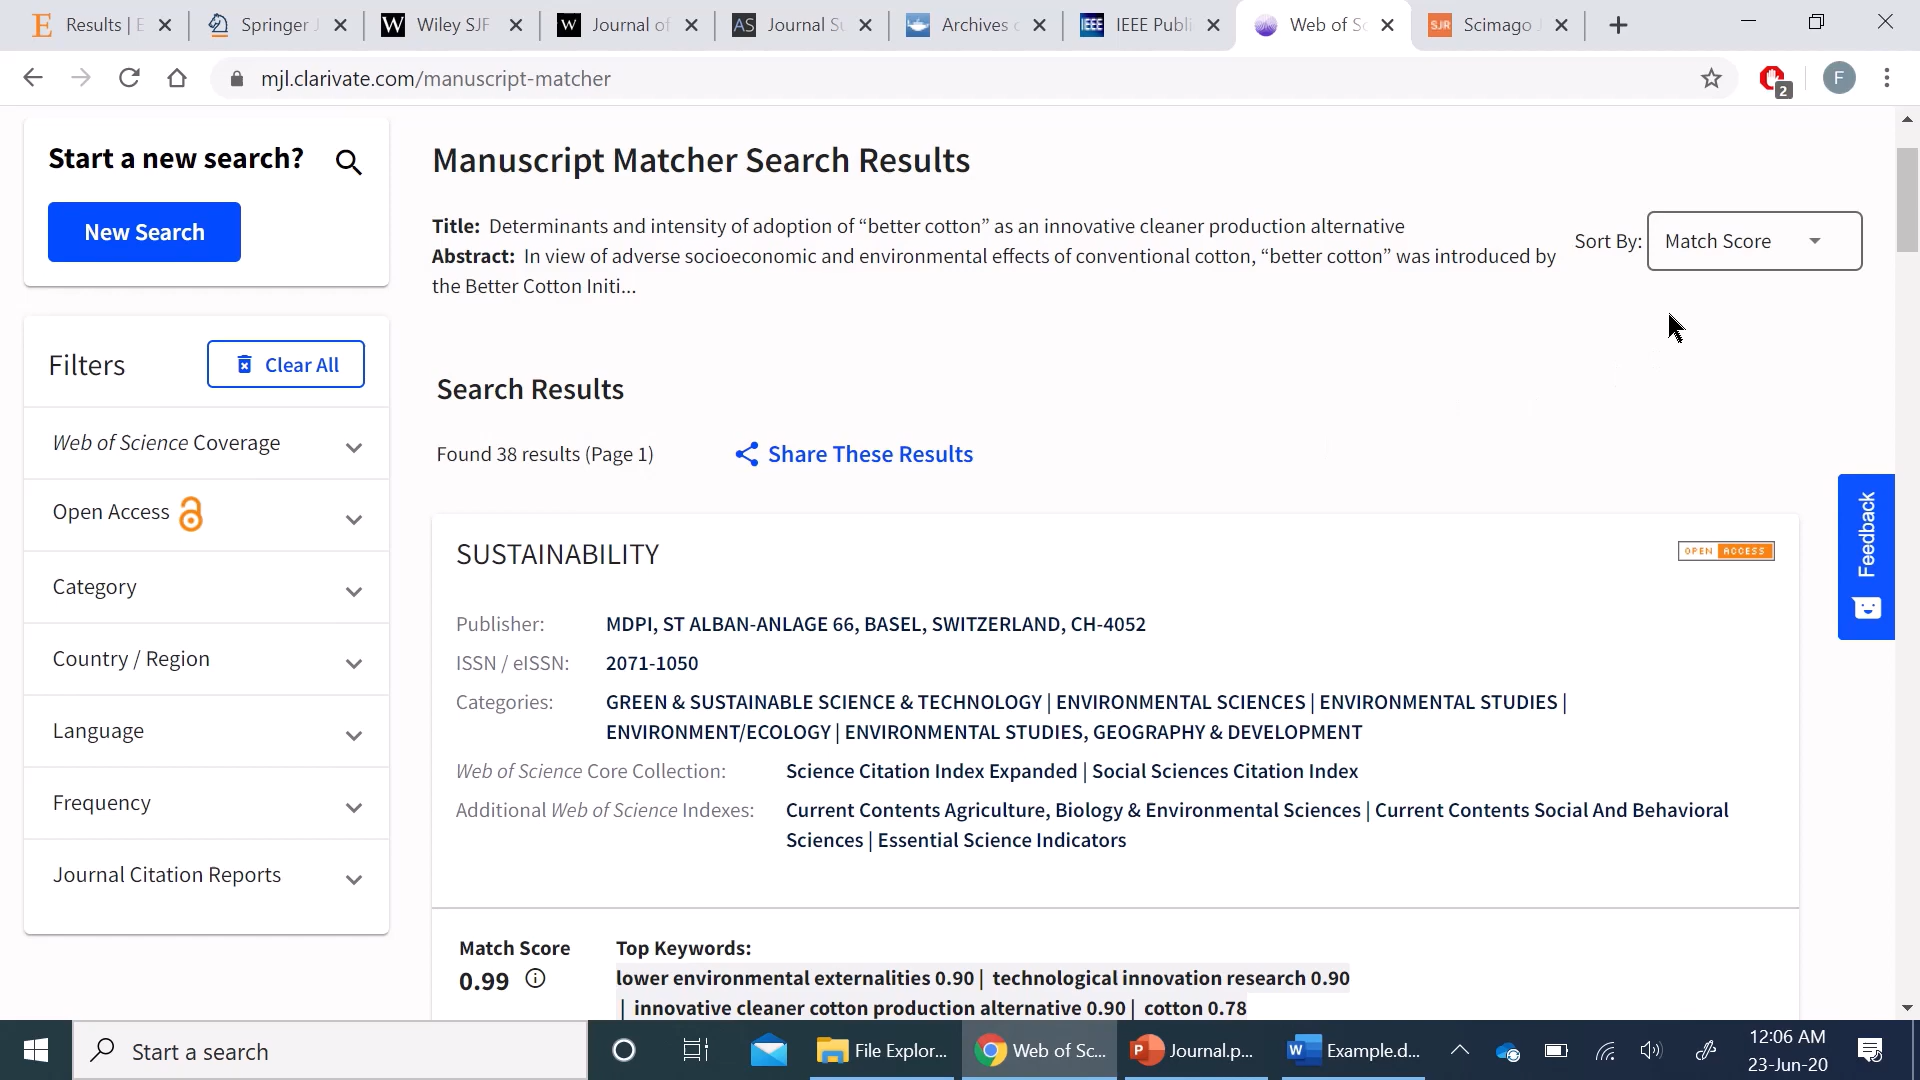 Results | E
Springer J
Wiley SJF
Journal of
AS
Journal Su
Archives o
IEEE
IEEE Publi
Web of Sc
SJR
Scimago J
mjl.clarivate.com/manuscript-matcher
2
F
Start a new search?
New Search
Filters
Clear All
Web of Science Coverage
Open Access
Category
Country / Region
Language
Frequency
Journal Citation Reports
Manuscript Matcher Search Results
Title: Determinants and intensity of adoption of “better cotton” as an innovative cleaner production alternative
Abstract: In view of adverse socioeconomic and environmental effects of conventional cotton, “better cotton” was introduced by
the Better Cotton Initi...
Sort By:
Match Score
Search Results
Found 38 results (Page 1)
Share These Results
SUSTAINABILITY
OPEN ACCESS
Publisher: MDPI, ST ALBAN-ANLAGE 66, BASEL, SWITZERLAND, CH-4052
ISSN / eISSN: 2071-1050
Categories: GREEN & SUSTAINABLE SCIENCE & TECHNOLOGY | ENVIRONMENTAL SCIENCES | ENVIRONMENTAL STUDIES |
ENVIRONMENT/ECOLOGY | ENVIRONMENTAL STUDIES, GEOGRAPHY & DEVELOPMENT
Web of Science Core Collection: Science Citation Index Expanded | Social Sciences Citation Index
Additional Web of Science Indexes: Current Contents Agriculture, Biology & Environmental Sciences | Current Contents Social And Behavioral
Sciences | Essential Science Indicators
Match Score
0.99
Top Keywords:
lower environmental externalities 0.90 | technological innovation research 0.90
| innovative cleaner cotton production alternative 0.90 | cotton 0.78
Feedback
Start a search
File Explor...
Web of Sc...
Journal.p...
Example.d...
12:06 AM
23-Jun-20